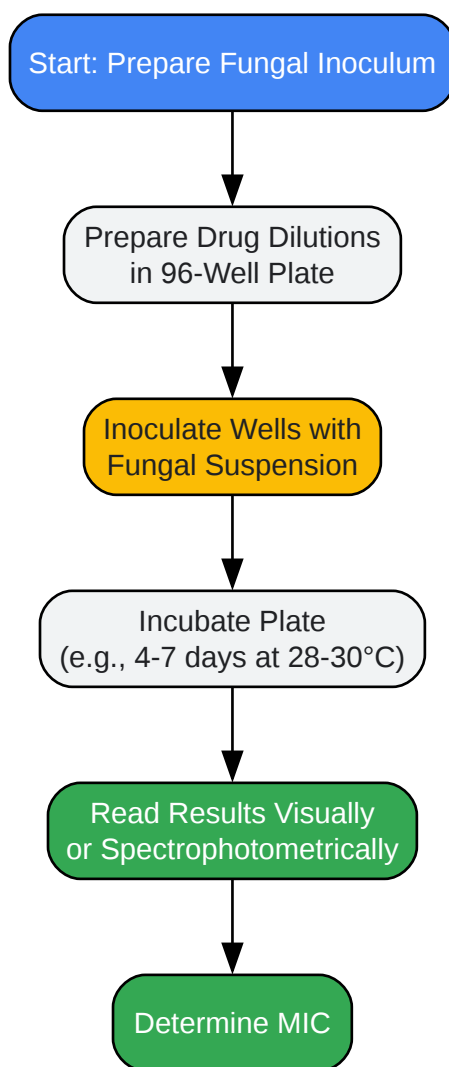 Start: Prepare Fungal Inoculum
Prepare Drug Dilutions
in 96-Well Plate
Inoculate Wells with
Fungal Suspension
Incubate Plate
(e.g., 4-7 days at 28-30°C)
Read Results Visually
or Spectrophotometrically
Determine MIC